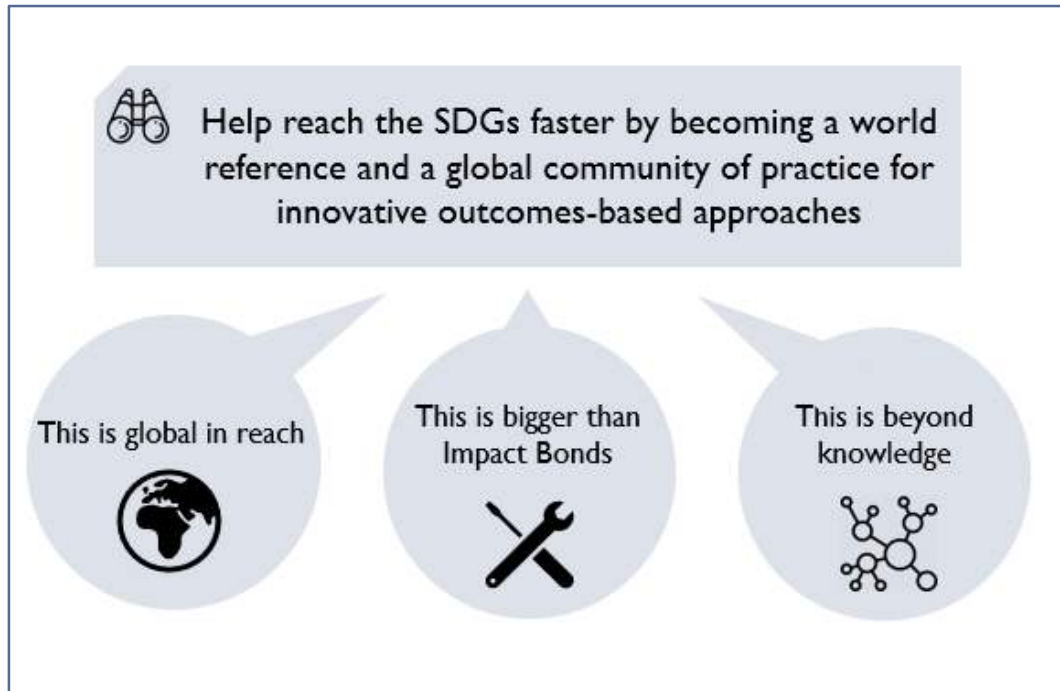 Help reach the SDGs faster by becoming a world
reference and a global community of practice for
innovative outcomes-based approaches
This is global in reach
This is bigger than
Impact Bonds
This is beyond
knowledge